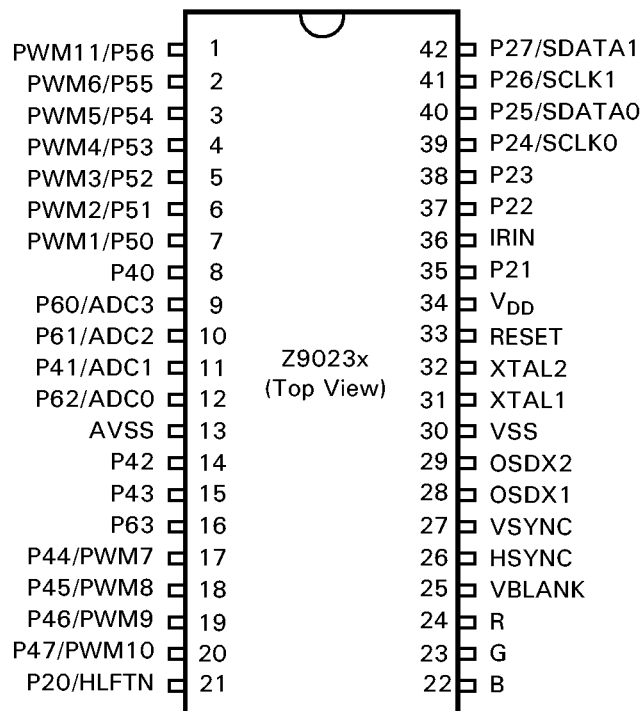 PWM11/P56 1 42 P27/SDATA1
PWM6/P55 2 41 P26/SCLK1
PWM5/P54 3 40 P25/SDATA0
PWM4/P53 4 39 P24/SCLK0
PWM3/P52 5 38 P23
PWM2/P51 6 37 P22
PWM1/P50 7 36 IRIN
P40 8 35 P21
P60/ADC3 9 34 VDD
P61/ADC2 10 33 RESET
P41/ADC1 11 32 XTAL2
P62/ADC0 12 31 XTAL1
AVSS 13 30 VSS
P42 14 29 OSDX2
P43 15 28 OSDX1
P63 16 27 VSYNC
P44/PWM7 17 26 HSYNC
P45/PWM8 18 25 VBLANK
P46/PWM9 19 24 R
P47/PWM10 20 23 G
P20/HLFTN 21 22 B
Z9023x
(Top View)